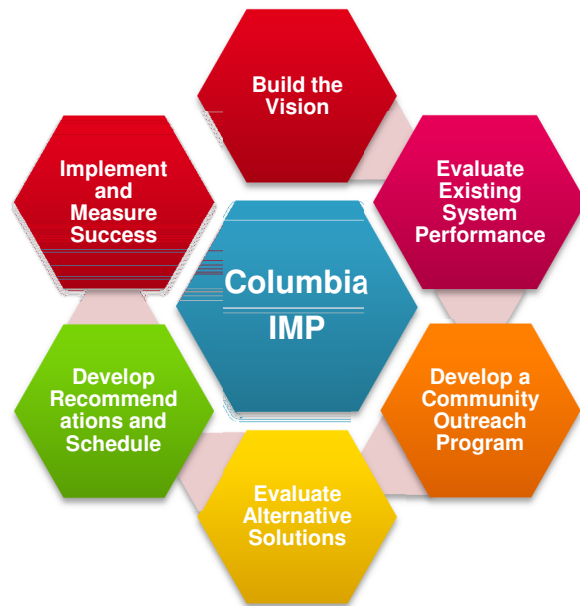 Build the
Vision
Evaluate
Existing
System
Performance
Develop a
Community
Outreach
Program
Evaluate
Alternative
Solutions
Develop
Recommend
ations and
Schedule
Implement
and
Measure
Success
Columbia
IMP